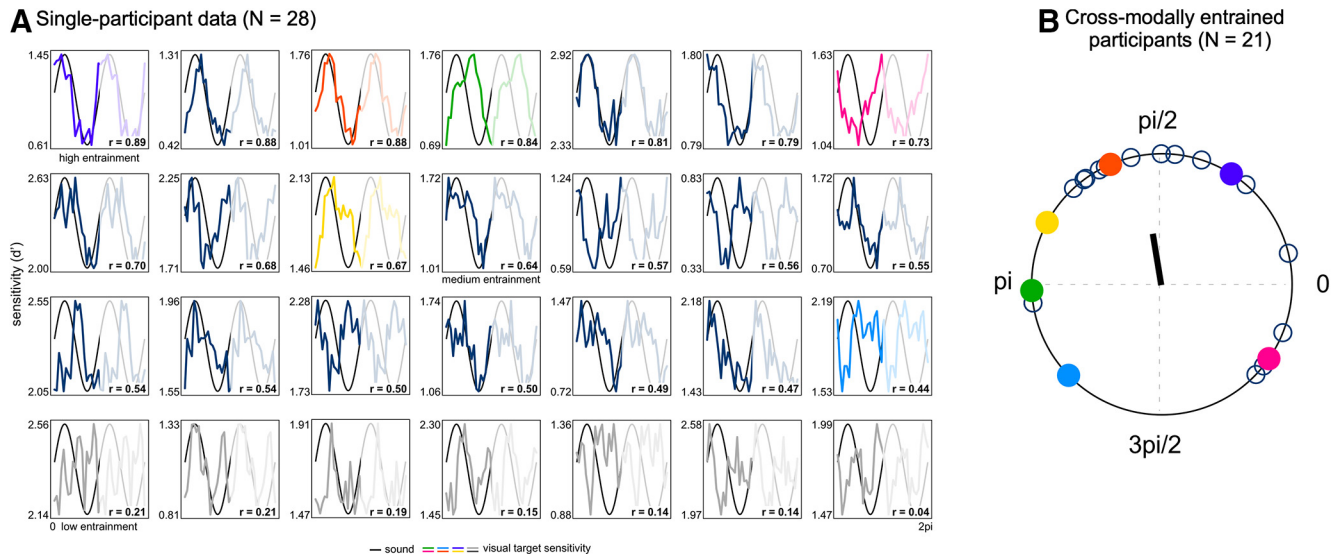 A Single-participant data (N = 28)
B Cross-modally entrained
participants (N = 21)
sensitivity (d')
1.45 1.31 1.76 1.76 2.92 1.80 1.63
0.61 r = 0.89 0.42 r = 0.88 1.01 r = 0.88 0.69 r = 0.84 2.33 r = 0.81 0.79 r = 0.79 1.04 r = 0.73
high entrainment
2.63 2.25 2.13 1.72 1.24 0.83 1.72
2.00 r = 0.70 1.71 r = 0.68 1.46 r = 0.67 1.01 r = 0.64 0.59 r = 0.57 0.33 r = 0.56 0.70 r = 0.55
medium entrainment
2.55 1.96 2.28 1.74 1.47 2.18 2.19
2.05 r = 0.54 1.55 r = 0.54 1.73 r = 0.50 1.06 r = 0.50 0.72 r = 0.49 1.43 r = 0.47 1.53 r = 0.44
2.56 1.33 1.91 2.30 1.36 2.58 1.99
2.14 r = 0.21 0.81 r = 0.21 1.47 r = 0.19 1.45 r = 0.15 0.88 r = 0.14 1.97 r = 0.14 1.47 r = 0.04
0 low entrainment 2pi
sound visual target sensitivity
pi/2
pi 0
3pi/2